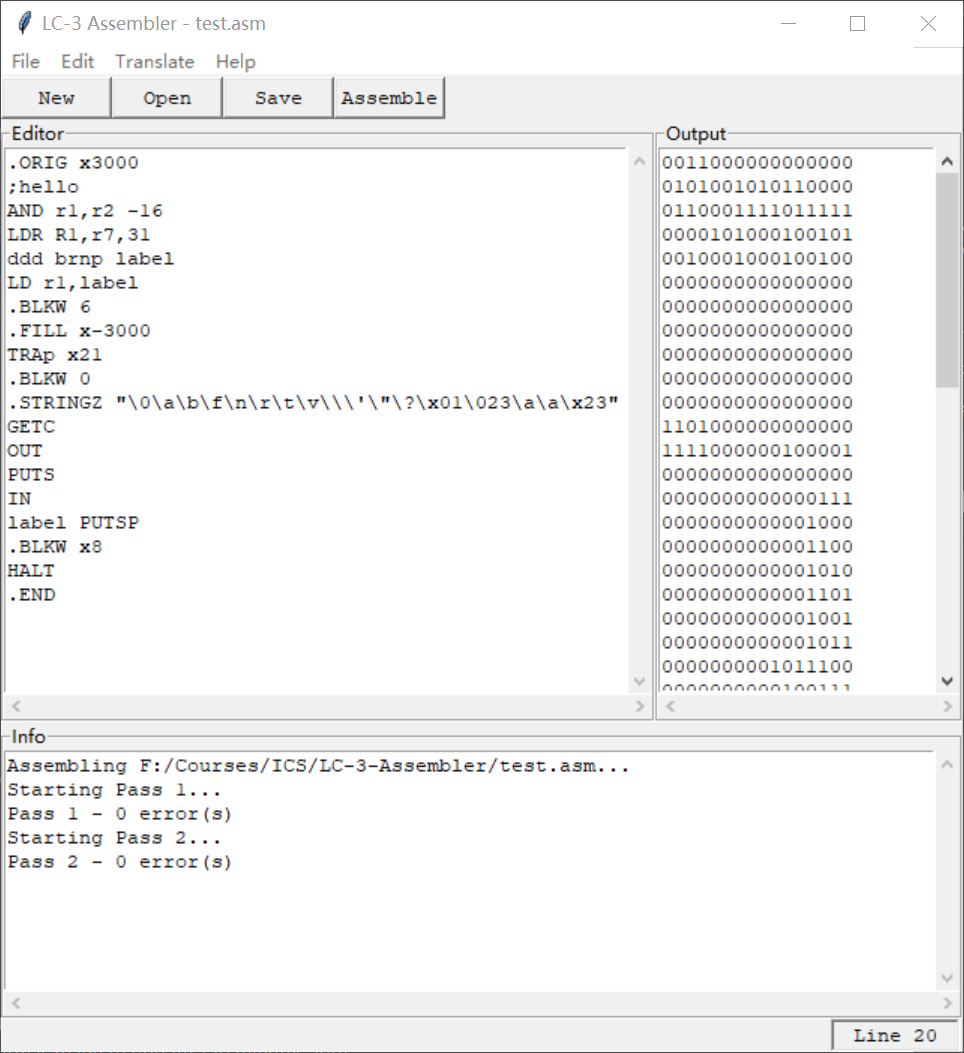 LC-3 Assembler - test.asm
File Edit Translate Help
New Open Save Assemble
Editor
.ORIG x3000
;hello
AND r1,r2 -16
LDR R1,r7,31
ddd brnp label
LD r1,label
.BLKW 6
.FILL x-3000
TRAp x21
.BLKW 0
.STRINGZ "\0\a\b\f\n\r\t\v\\\'\"\?\x01\023\a\a\x23"
GETC
OUT
PUTS
IN
label PUTSP
.BLKW x8
HALT
.END
Output
0011000000000000
0101001010110000
0110001111011111
0000101000100101
0010001000100100
0000000000000000
0000000000000000
0000000000000000
0000000000000000
0000000000000000
0000000000000000
1101000000000000
1111000000100001
0000000000000000
0000000000000111
0000000000001000
0000000000001100
0000000000001010
0000000000001101
0000000000001001
0000000000001011
0000000001011100
0000000000100111
Info
Assembling F:/Courses/ICS/LC-3-Assembler/test.asm...
Starting Pass 1...
Pass 1 - 0 error(s)
Starting Pass 2...
Pass 2 - 0 error(s)
Line 20